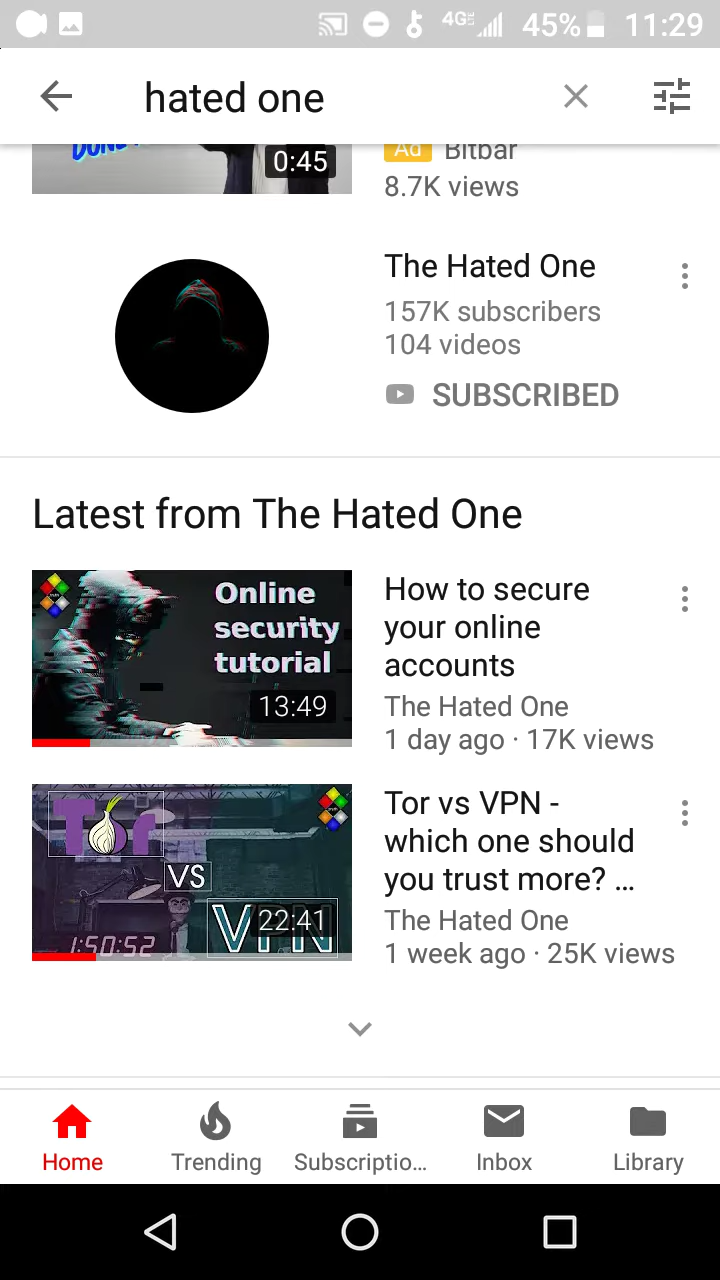 4G 45% 11:29
hated one
0:45
Ad Bitbar
8.7K views
The Hated One
157K subscribers
104 videos
SUBSCRIBED
Latest from The Hated One
Online
security
tutorial
13:49
How to secure
your online
accounts
The Hated One
1 day ago · 17K views
Tor
VS
VPN
1:50:52
22:41
Tor vs VPN -
which one should
you trust more? ...
The Hated One
1 week ago · 25K views
Home Trending Subscriptio... Inbox Library